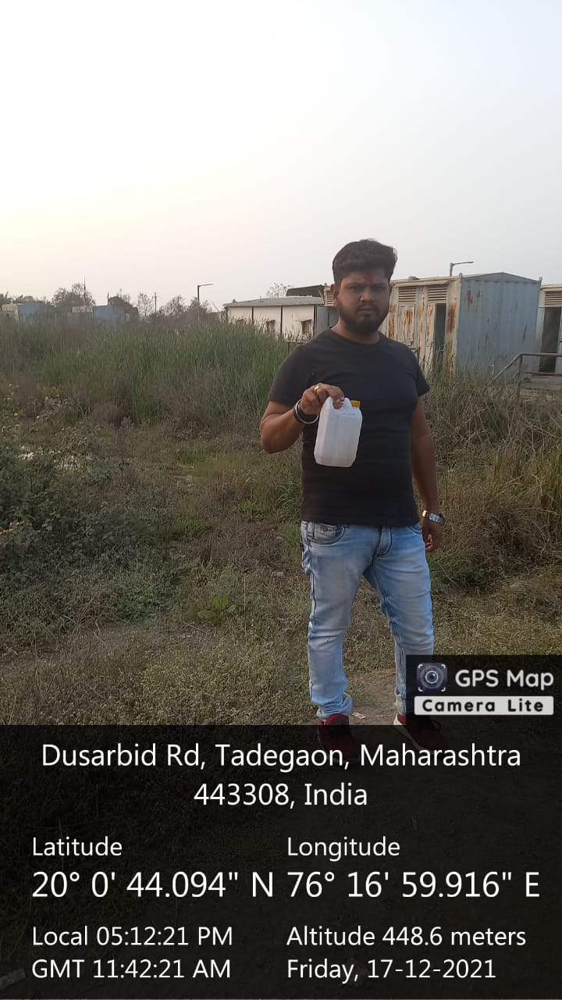 GPS Map
Camera Lite
Dusarbid Rd, Tadegaon, Maharashtra
443308, India
Latitude Longitude
20° 0' 44.094" N 76° 16' 59.916" E
Local 05:12:21 PM Altitude 448.6 meters
GMT 11:42:21 AM Friday, 17-12-2021